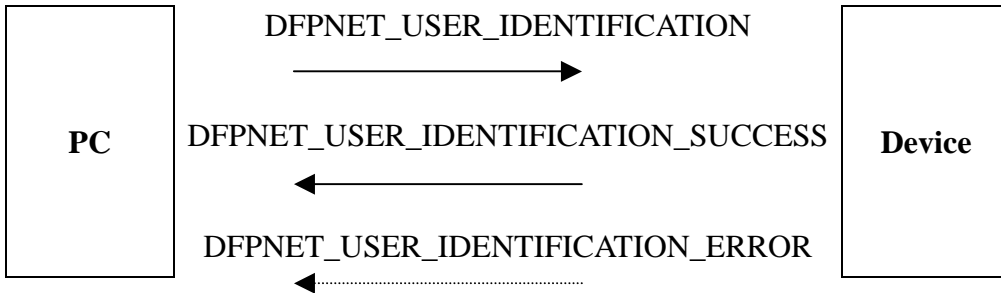 DFPNET_USER_IDENTIFICATION
PC
DFPNET_USER_IDENTIFICATION_SUCCESS
Device
DFPNET_USER_IDENTIFICATION_ERROR